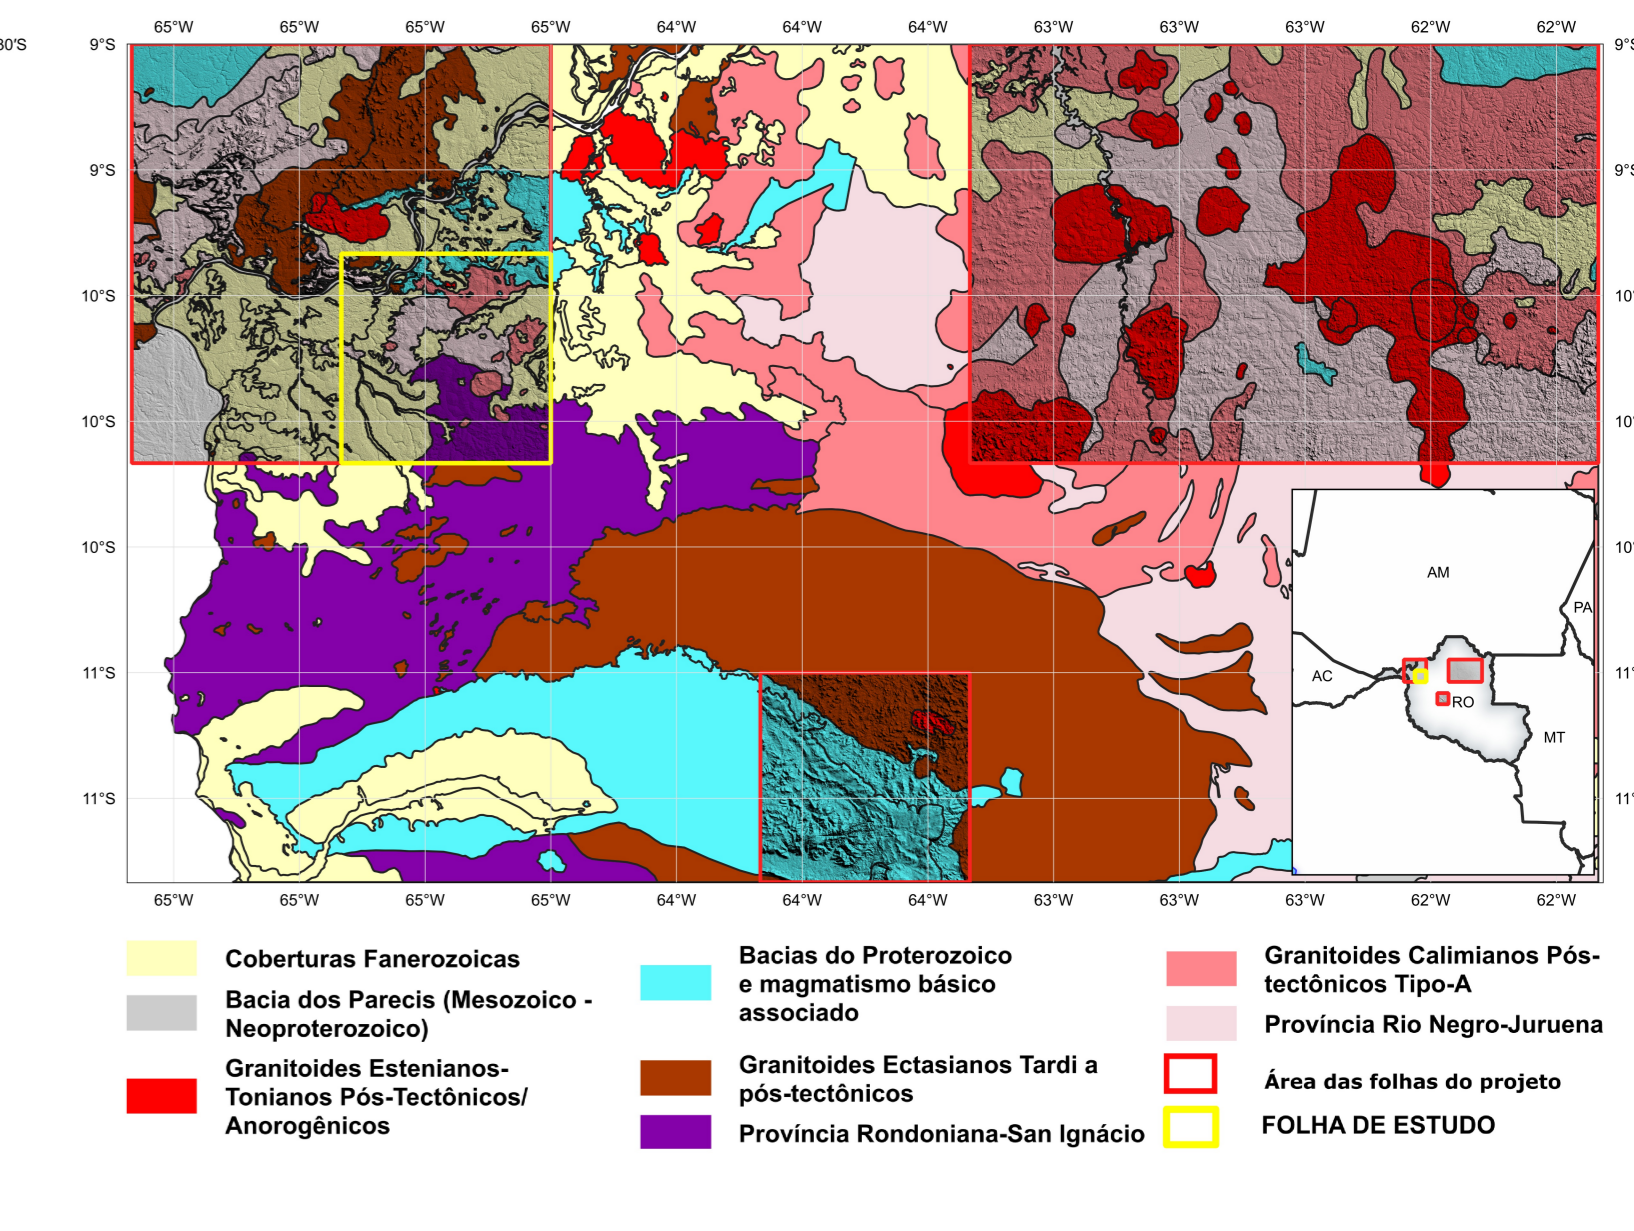 65°W 65°W 65°W 65°W 64°W 64°W 64°W 63°W 63°W 63°W 62°W 62°W
30'S 9°S 9°S
9°S 9°S
10°S 10°
10°S 10°
10°S 10°
11°S 11°
11°S 11°
AM
PA
AC
RO
MT
65°W 65°W 65°W 65°W 64°W 64°W 64°W 63°W 63°W 63°W 62°W 62°W
Coberturas Fanerozoicas
Bacia dos Parecis (Mesozoico -
Neoproterozoico)
Granitoides Estenianos-
Tonianos Pós-Tectônicos/
Anorogênicos
Bacias do Proterozoico
e magmatismo básico
associado
Granitoides Ectasianos Tardi a
pós-tectônicos
Província Rondoniana-San Ignácio
Granitoides Calimianos Pós-
tectônicos Tipo-A
Província Rio Negro-Juruena
Área das folhas do projeto
FOLHA DE ESTUDO